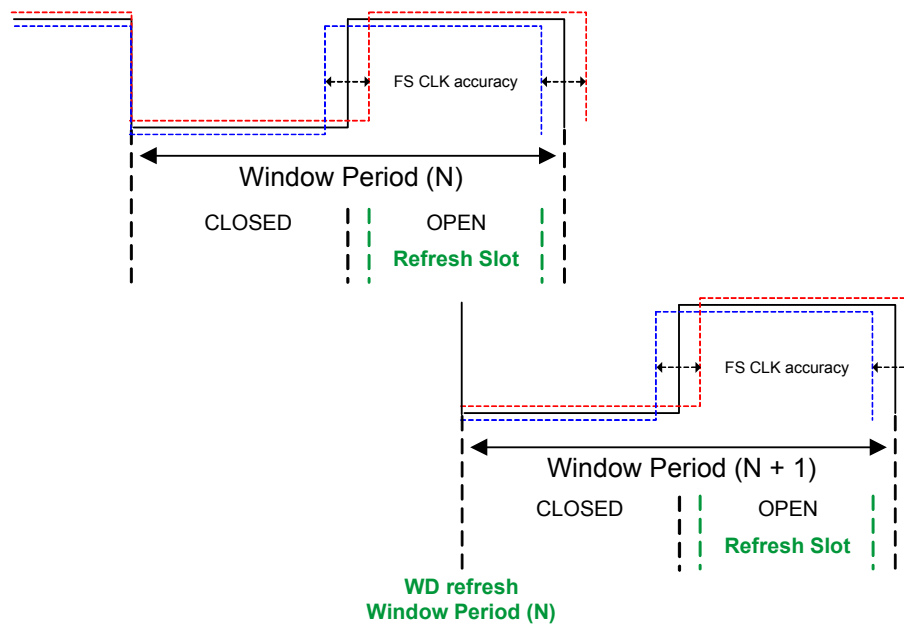 FS CLK accuracy
Window Period (N)
CLOSED
OPEN
Refresh Slot
FS CLK accuracy
Window Period (N + 1)
CLOSED
OPEN
Refresh Slot
WD refresh
Window Period (N)